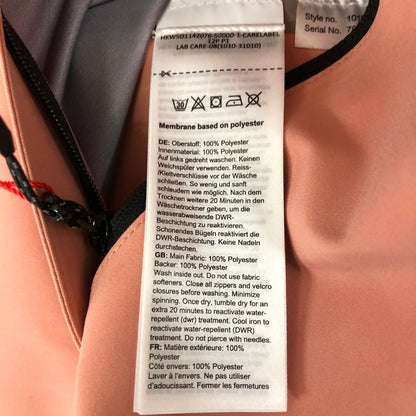 HKWS01142078-50000-1-CARELABEL
12P P1
LAB CARE-08(1010-31010)
Style no.
Serial No.
30
Membrane based on polyester
DE: Oberstoff: 100% Polyester
Innenmaterial: 100% Polyester
Auf links gedreht waschen. Keinen
Weichspüler verwenden. Reiss-
/Klettverschlüsse vor der Wäsche
schließen. So wenig und sanft
schleudern wie möglich. Nach dem
Trocknen weitere 20 Minuten in den
Wäschetrockner geben, um die
wasserabweisende DWR-
Beschichtung zu reaktivieren.
Schonendes Bügeln reaktiviert die
DWR-Beschichtung. Keine Nadeln
durchstechen.
GB: Main Fabric: 100% Polyester
Backer: 100% Polyester
Wash inside out. Do not use fabric
softeners. Close all zippers and velcro
closures before washing. Minimize
spinning. Once dry, tumble dry for an
extra 20 minutes to reactivate water-
repellent (dwr) treatment. Cool iron to
reactivate water-repellent (DWR)
treatment. Do not pierce with needles.
FR: Matière extérieure: 100%
Polyester
Côté envers: 100% Polyester
Laver à l'envers. Ne pas utiliser
d'adoucissant. Fermer les fermetures